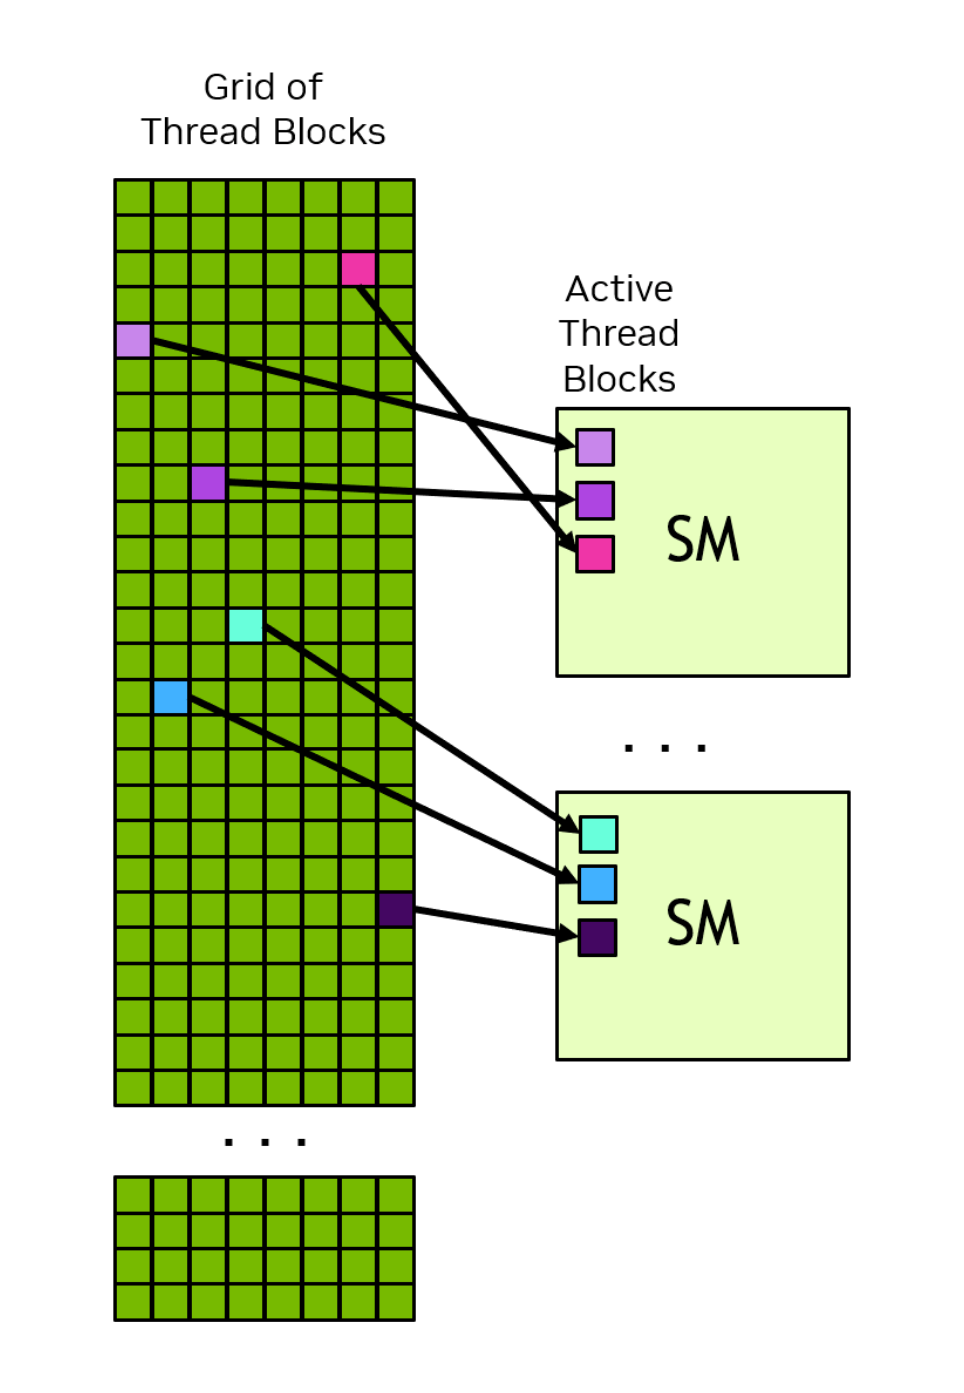 Grid of
Thread Blocks
Active
Thread
Blocks
SM
. . .
SM
. . .